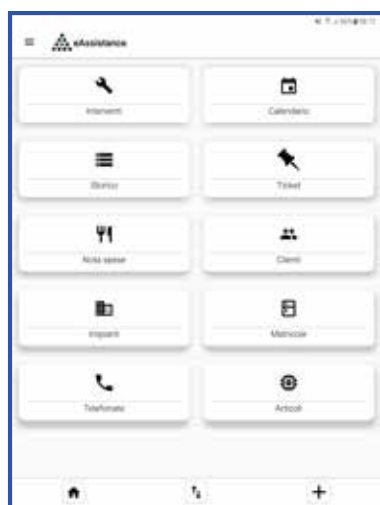 eAssistance
Interventi
Calendario
Storico
Ticket
Nota spese
Clienti
Impianti
Matricole
Telefonate
Articoli